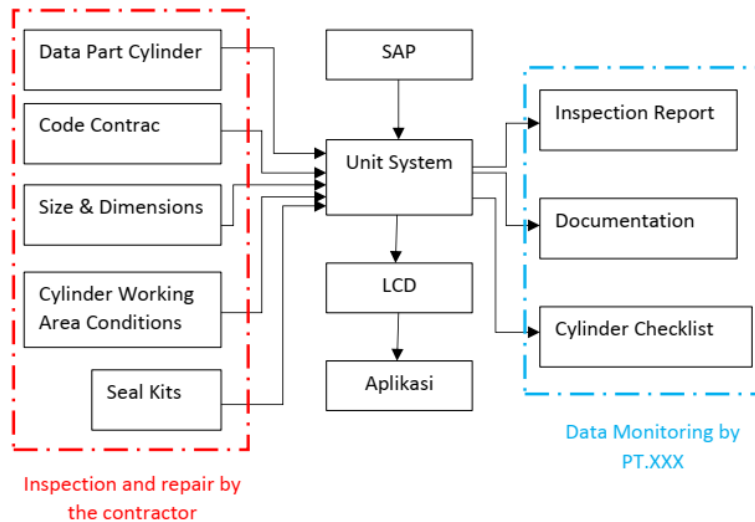 Data Part Cylinder
Code Contrac
Size & Dimensions
Cylinder Working
Area Conditions
Seal Kits
Inspection and repair by
the contractor
SAP
Unit System
LCD
Aplikasi
Inspection Report
Documentation
Cylinder Checklist
Data Monitoring by
PT.XXX